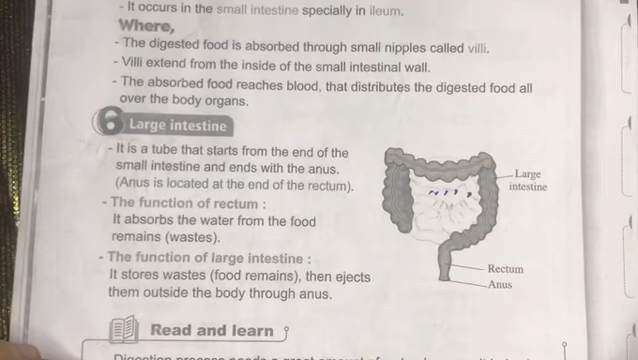 - It occurs in the small intestine specially in ileum.
Where,
- The digested food is absorbed through small nipples called villi.
- Villi extend from the inside of the small intestinal wall.
- The absorbed food reaches blood, that distributes the digested food all
over the body organs.
6 Large intestine
- It is a tube that starts from the end of the
small intestine and ends with the anus.
(Anus is located at the end of the rectum).
- The function of rectum :
It absorbs the water from the food
remains (wastes).
- The function of large intestine :
It stores wastes (food remains), then ejects
them outside the body through anus.
Large
intestine
Rectum
Anus
Read and learn